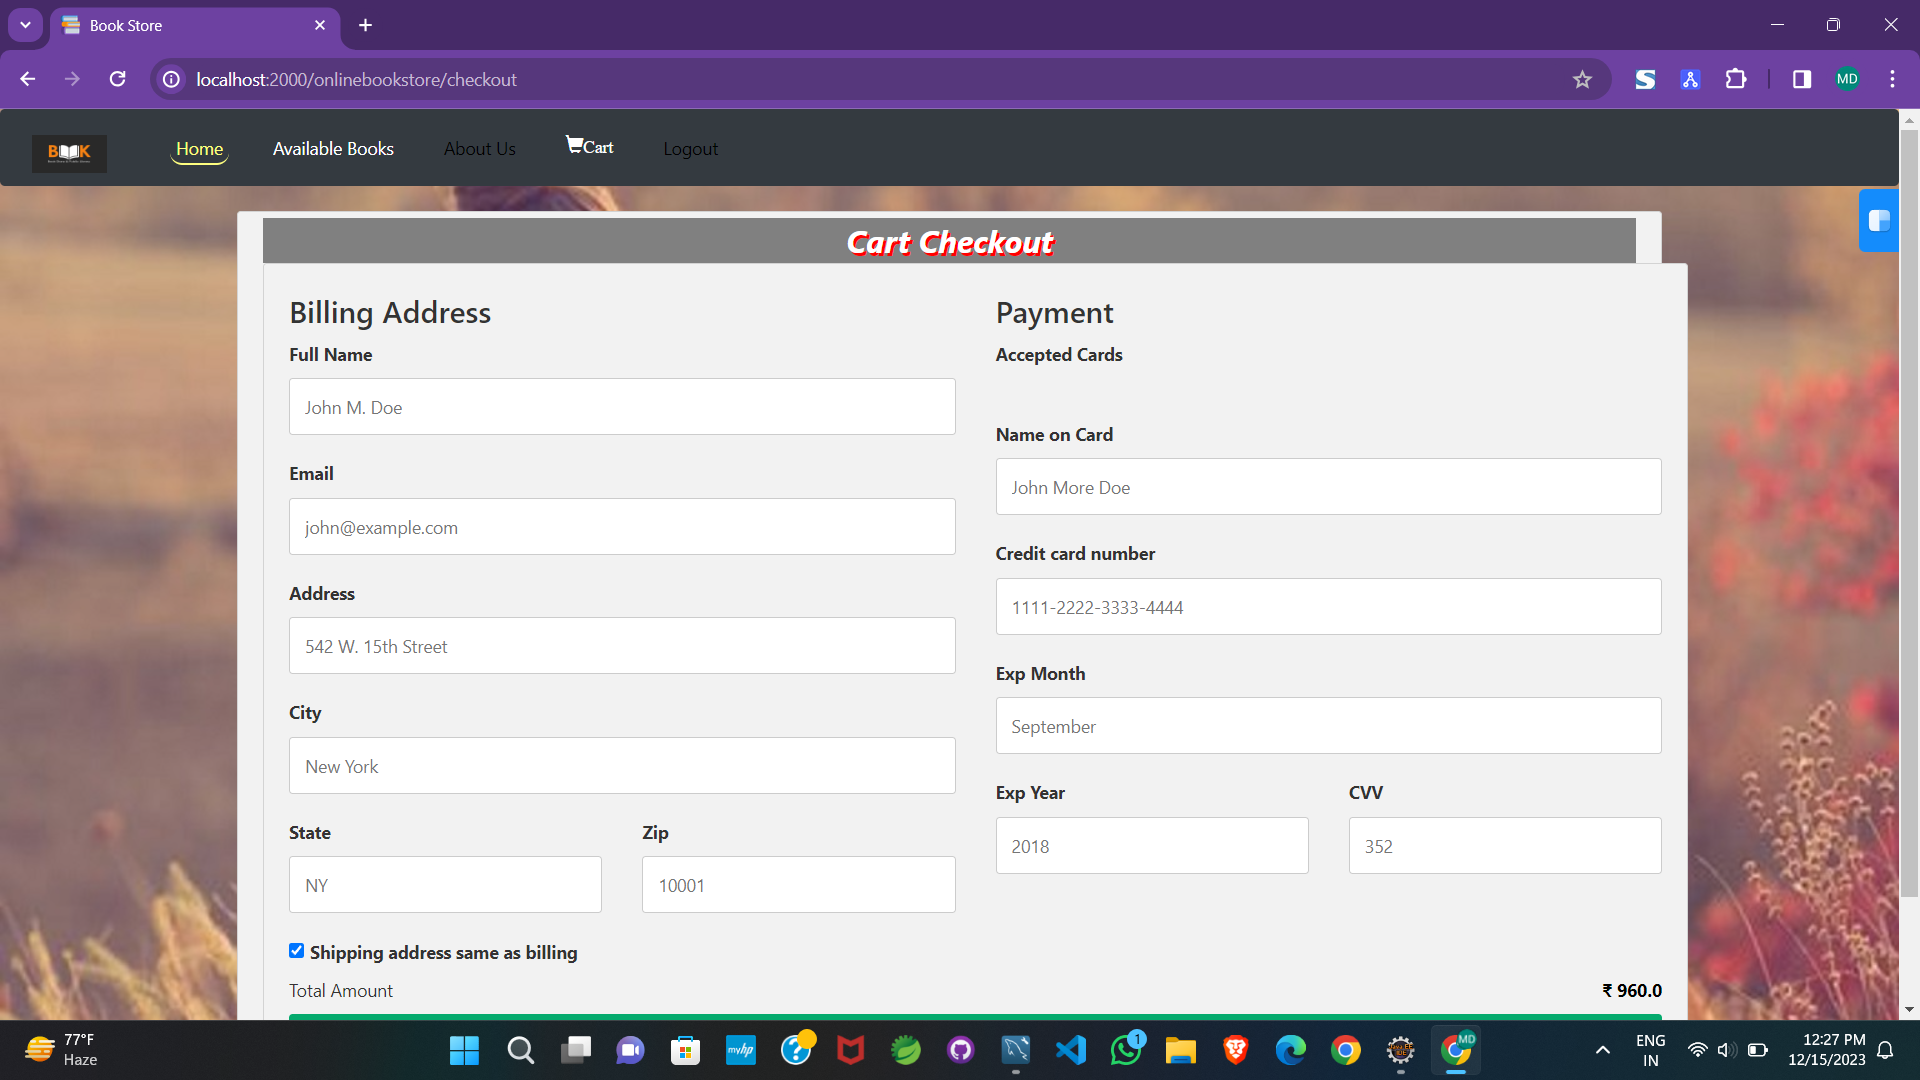 Book Store
localhost:2000/onlinebookstore/checkout
MD
BOOK
Home
Available Books
About Us
Cart
Logout
Cart Checkout
Billing Address
Full Name
John M. Doe
Email
john@example.com
Address
542 W. 15th Street
City
New York
State
Zip
NY
10001
Shipping address same as billing
Payment
Accepted Cards
Name on Card
John More Doe
Credit card number
1111-2222-3333-4444
Exp Month
September
Exp Year
CVV
2018
352
Total Amount
₹ 960.0
77°F
Haze
myhp
1
MD
ENG
IN
12:27 PM
12/15/2023